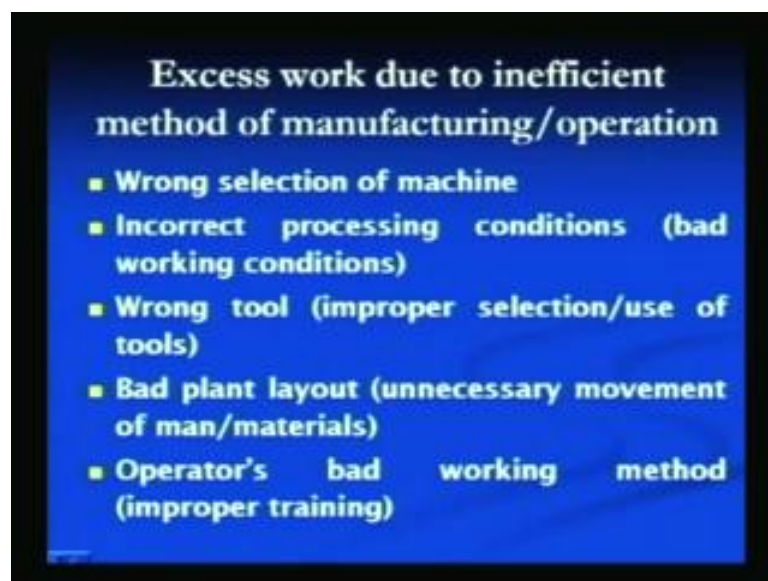 Excess work due to inefficient
method of manufacturing/operation
Wrong selection of machine
Incorrect processing conditions (bad
working conditions)
Wrong tool (improper selection/use of
tools)
Bad plant layout (unnecessary movement
of man/materials)
Operator's bad working method
(improper training)